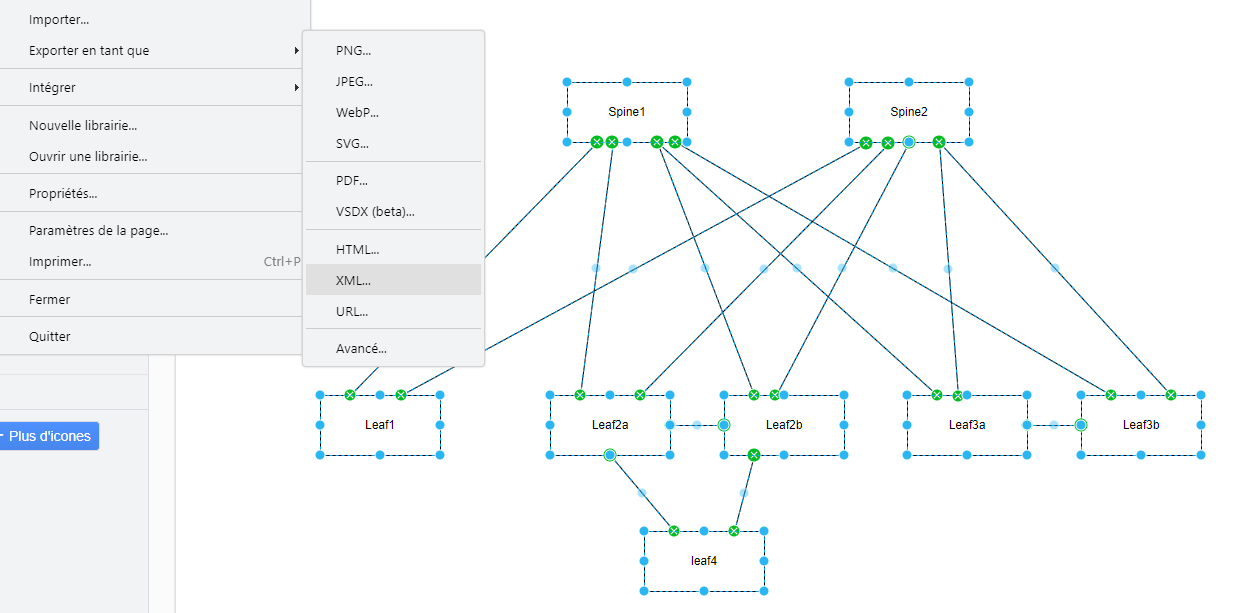 Importer...
Exporter en tant que
Intégrer
Nouvelle librairie...
Ouvrir une librairie...
Propriétés...
Paramètres de la page...
Imprimer... Ctrl+P
Fermer
Quitter
Plus d'icones
PNG...
JPEG...
WebP...
SVG...
PDF...
VSDX (beta)...
HTML...
XML...
URL...
Avancé...
Spine1
Spine2
Leaf1
Leaf2a
Leaf2b
Leaf3a
Leaf3b
leaf4